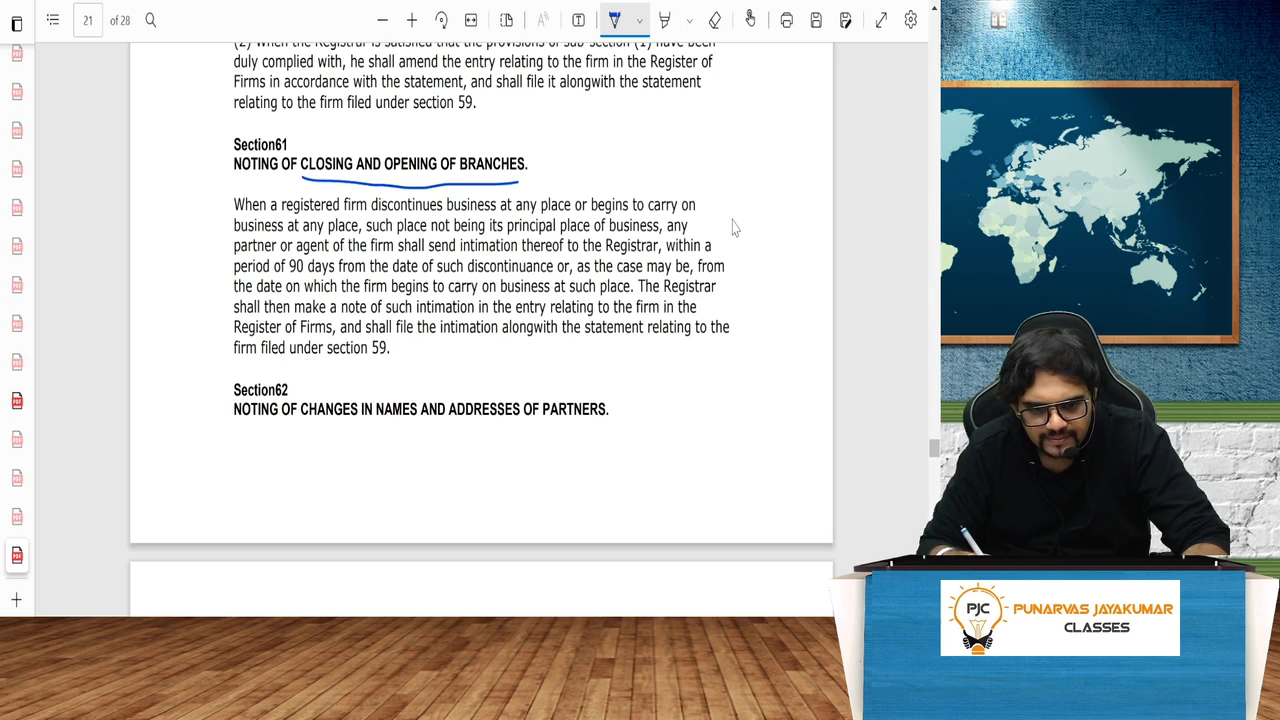 21 of 28
(2) When the Registrar is satisfied that the provisions of sub-section (1) have been
duly complied with, he shall amend the entry relating to the firm in the Register of
Firms in accordance with the statement, and shall file it alongwith the statement
relating to the firm filed under section 59.
Section61
NOTING OF CLOSING AND OPENING OF BRANCHES.
When a registered firm discontinues business at any place or begins to carry on
business at any place, such place not being its principal place of business, any
partner or agent of the firm shall send intimation thereof to the Registrar, within a
period of 90 days from the date of such discontinuance or, as the case may be, from
the date on which the firm begins to carry on business at such place. The Registrar
shall then make a note of such intimation in the entry relating to the firm in the
Register of Firms, and shall file the intimation alongwith the statement relating to the
firm filed under section 59.
Section62
NOTING OF CHANGES IN NAMES AND ADDRESSES OF PARTNERS.
PJC
PUNARVAS JAYAKUMAR
CLASSES